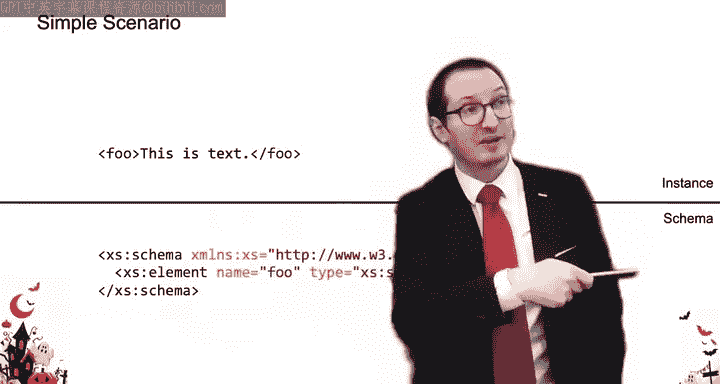 Simple Scenario
<foo>This is text.</foo>
Instance
Schema
<xs:schema xmlns:xs="http://www.w3.
<xs:element name="foo" type="xs:s
</xs:schema>